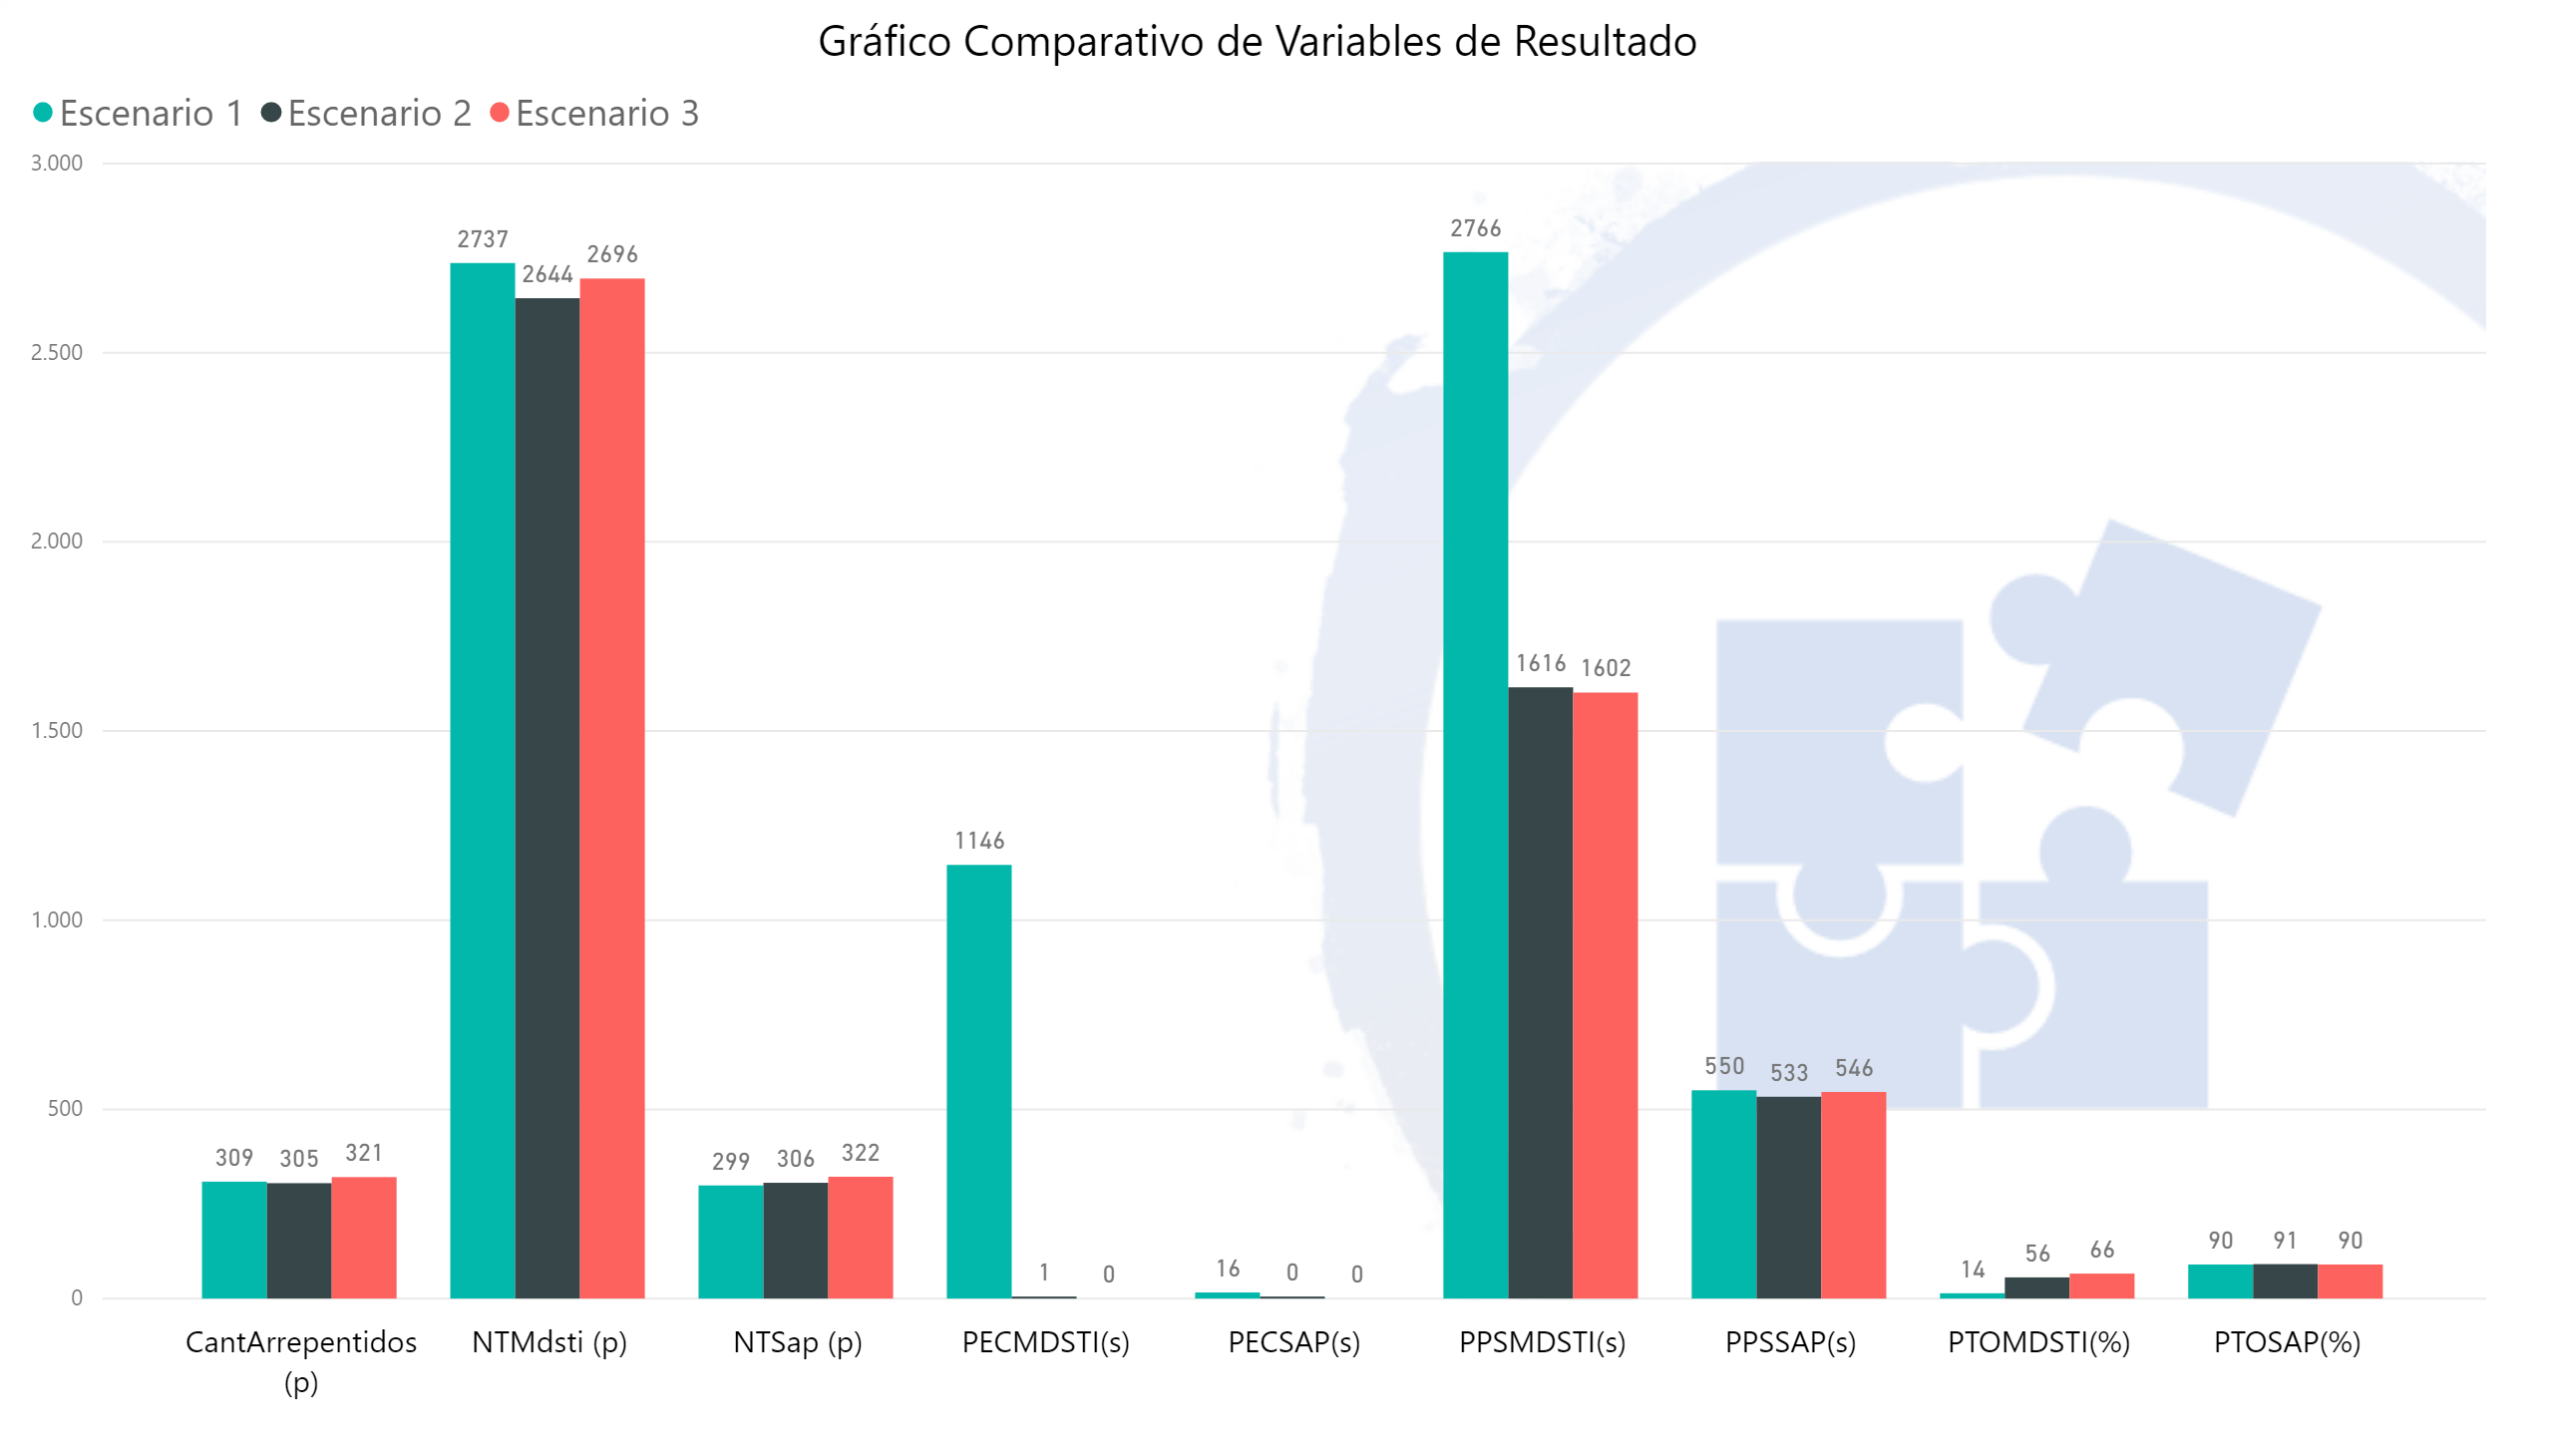 Gráfico Comparativo de Variables de Resultado
Escenario 1 Escenario 2 Escenario 3
3.000
2.500
2.000
1.500
1.000
500
0
309 305 321
2737 2644 2696
299 306 322
1146 1 0
16 0 0
2766 1616 1602
550 533 546
14 56 66
90 91 90
CantArrepentidos
(p)
NTMdsti (p)
NTSap (p)
PECMDSTI(s)
PECSAP(s)
PPSMDSTI(s)
PPSSAP(s)
PTOMDSTI(%)
PTOSAP(%)